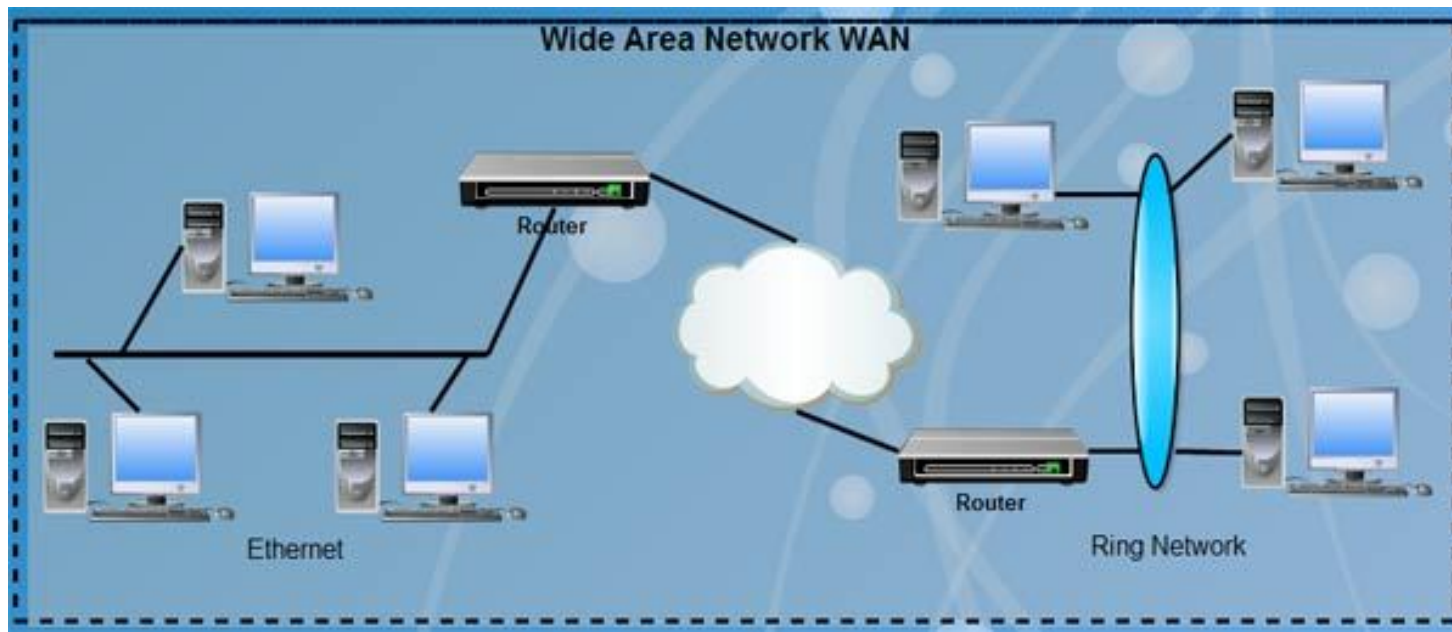 Wide Area Network WAN
Router
Router
Ethernet
Ring Network